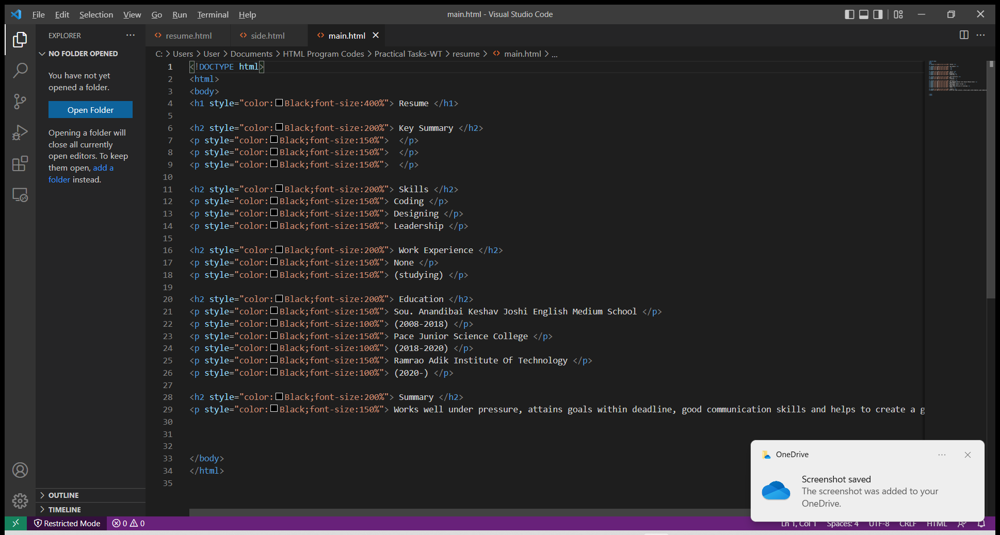 File Edit Selection View Go Run Terminal Help main.html - Visual Studio Code
EXPLORER
resume.html side.html main.html
NO FOLDER OPENED
C: > Users > User > Documents > HTML Program Codes > Practical Tasks-WT > resume > main.html > ...
You have not yet
opened a folder.
Open Folder
Opening a folder will
close all currently
open editors. To keep
them open, add a
folder instead.
1 <!DOCTYPE html>
2 <html>
3 <body>
4 <h1 style="color:Black;font-size:400%"> Resume </h1>
5
6 <h2 style="color:Black;font-size:200%"> Key Summary </h2>
7 <p style="color:Black;font-size:150%">  </p>
8 <p style="color:Black;font-size:150%">  </p>
9 <p style="color:Black;font-size:150%">  </p>
10
11 <h2 style="color:Black;font-size:200%"> Skills </h2>
12 <p style="color:Black;font-size:150%"> Coding </p>
13 <p style="color:Black;font-size:150%"> Designing </p>
14 <p style="color:Black;font-size:150%"> Leadership </p>
15
16 <h2 style="color:Black;font-size:200%"> Work Experience </h2>
17 <p style="color:Black;font-size:150%"> None </p>
18 <p style="color:Black;font-size:150%"> (studying) </p>
19
20 <h2 style="color:Black;font-size:200%"> Education </h2>
21 <p style="color:Black;font-size:150%"> Sou. Anandibai Keshav Joshi English Medium School </p>
22 <p style="color:Black;font-size:100%"> (2008-2018) </p>
23 <p style="color:Black;font-size:150%"> Pace Junior Science College </p>
24 <p style="color:Black;font-size:100%"> (2018-2020) </p>
25 <p style="color:Black;font-size:150%"> Ramrao Adik Institute Of Technology </p>
26 <p style="color:Black;font-size:100%"> (2020-) </p>
27
28 <h2 style="color:Black;font-size:200%"> Summary </h2>
29 <p style="color:Black;font-size:150%"> Works well under pressure, attains goals within deadline, good communication skills and helps to create a g
30
31
32
33 </body>
34 </html>
35
OUTLINE
TIMELINE
OneDrive
Screenshot saved
The screenshot was added to your
OneDrive.
Restricted Mode 0 0 Ln 1, Col 1 Spaces: 4 UTF-8 CRLF HTML